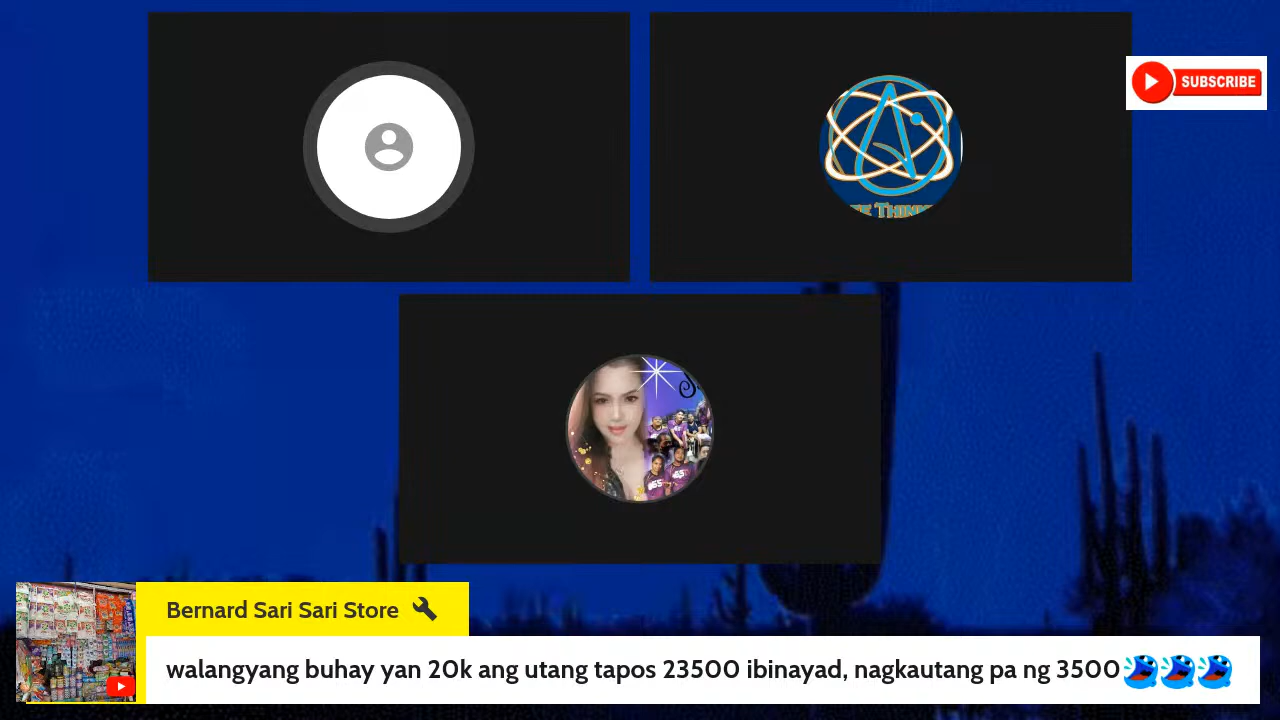 SUBSCRIBE
Bernard Sari Sari Store
walangyang buhay yan 20k ang utang tapos 23500 ibinayad, nagkautang pa ng 3500